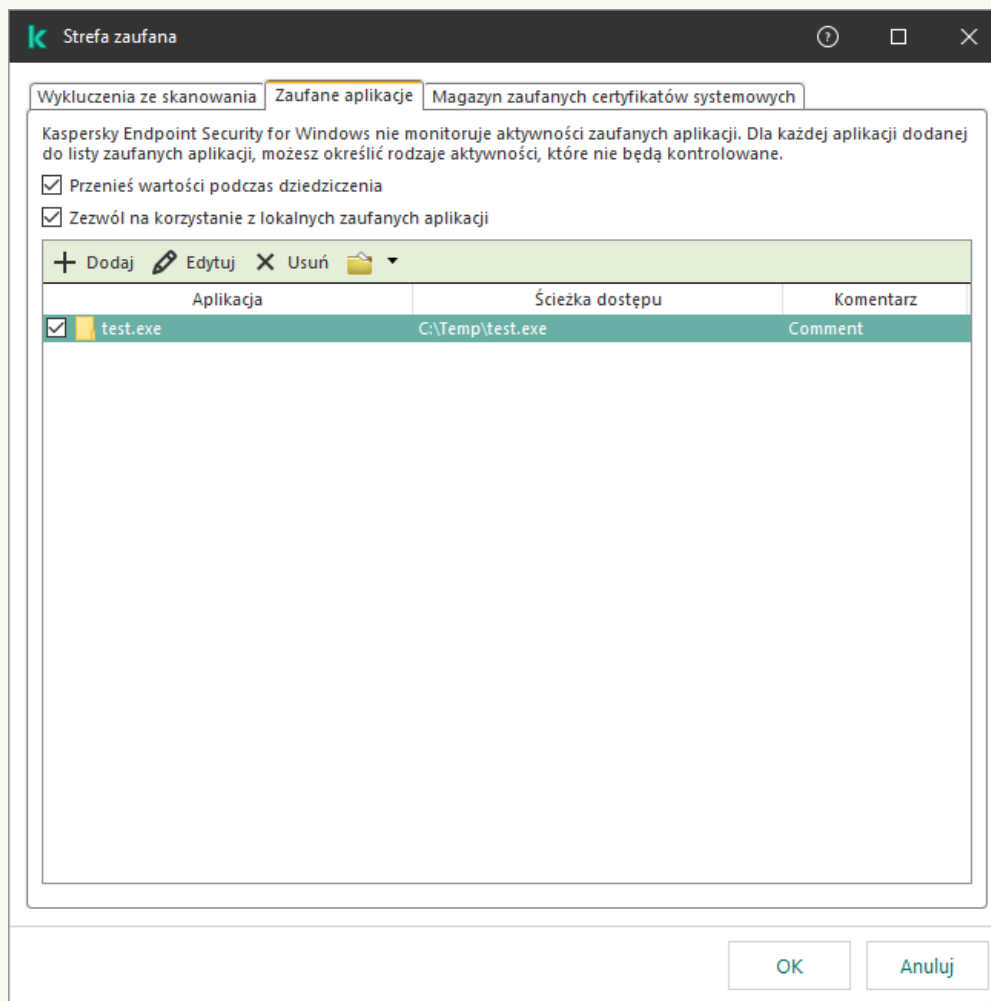 Strefa zaufana
Wykluczenia ze skanowania Zaufane aplikacje Magazyn zaufanych certyfikatów systemowych
Kaspersky Endpoint Security for Windows nie monitoruje aktywności zaufanych aplikacji. Dla każdej aplikacji dodanej
do listy zaufanych aplikacji, możesz określić rodzaje aktywności, które nie będą kontrolowane.
Przenieś wartości podczas dziedziczenia
Zezwól na korzystanie z lokalnych zaufanych aplikacji
Dodaj Edytuj Usuń
Aplikacja Ścieżka dostępu Komentarz
test.exe C:\Temp\test.exe Comment
OK Anuluj